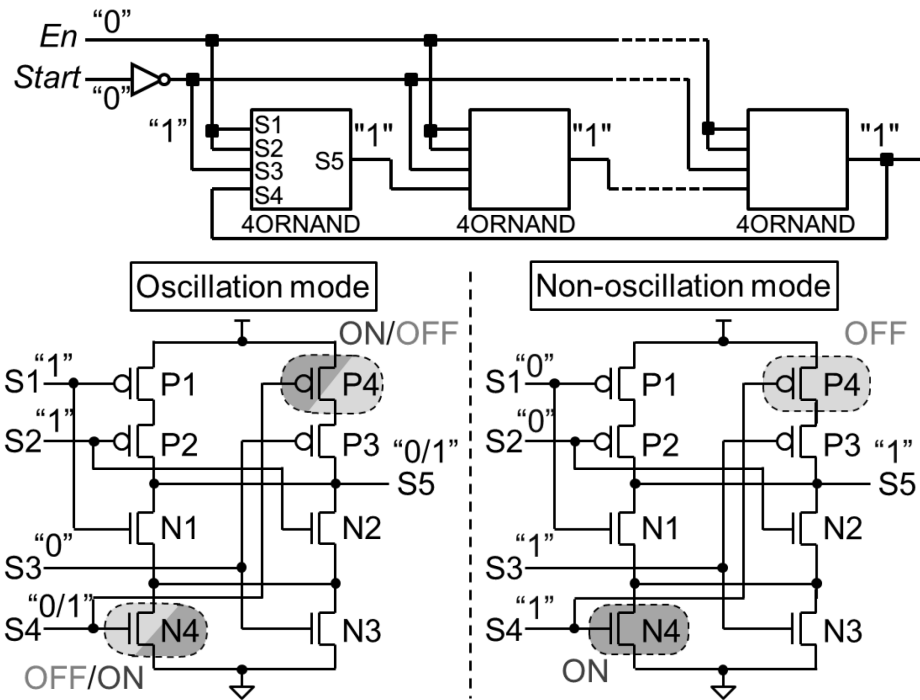 En "0"
Start "0"
"1" "1" "1" "1"
S1
S2
S3
S4
S5
4ORNAND 4ORNAND 4ORNAND
Oscillation mode
ON/OFF
S1 "1" P1 P4
S2 "1" P2 P3 "0/1"
S5
N1 N2
S3 "0"
S4 "0/1" N4 N3
OFF/ON
Non-oscillation mode
OFF
S1 "0" P1 P4
S2 "0" P2 P3 "1"
S5
N1 N2
S3 "1"
S4 "1" N4 N3
ON